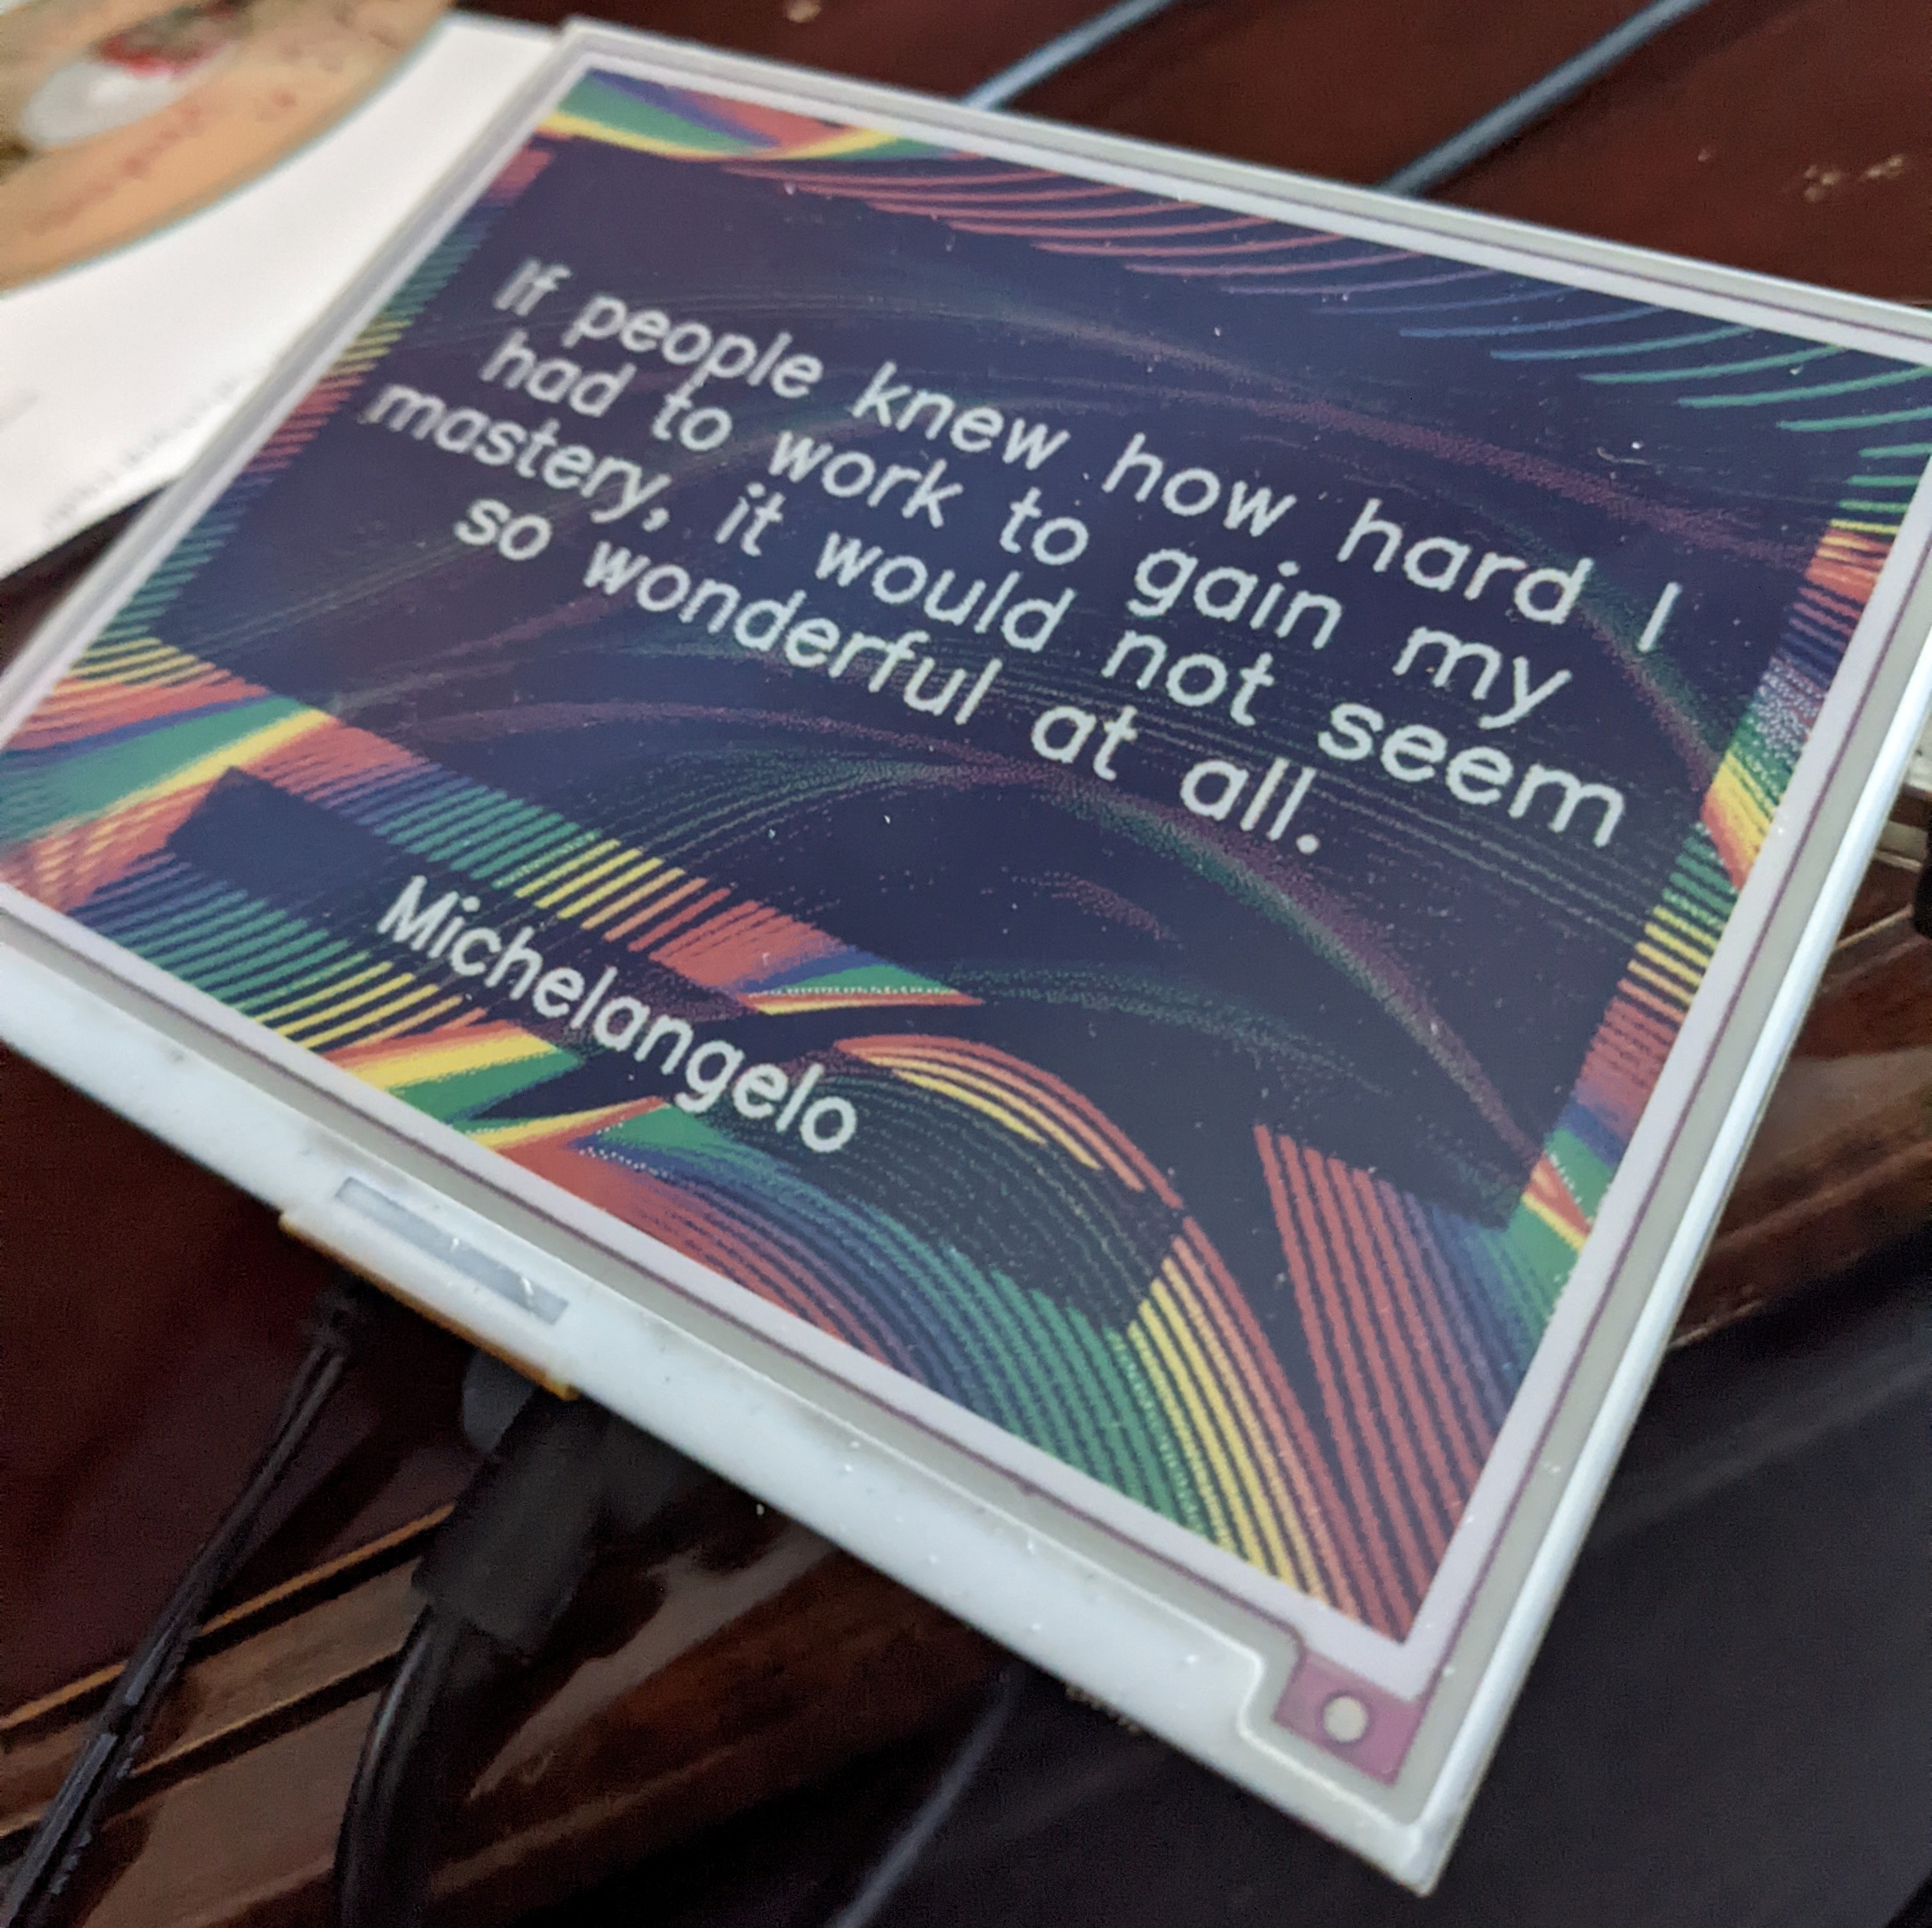 If people knew how hard I
had to work to gain my
mastery, it would not seem
so wonderful at all.
Michelangelo